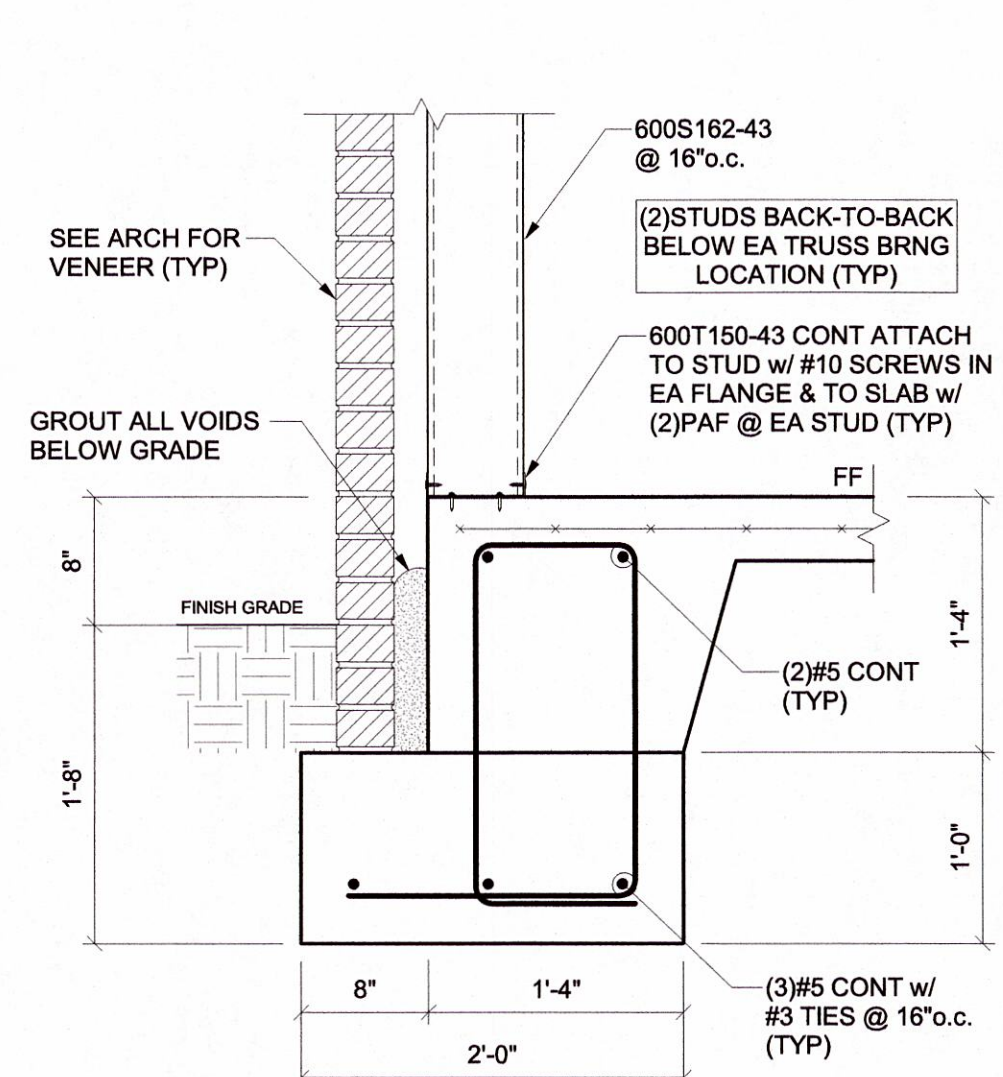 600S162-43
@ 16"o.c.
(2)STUDS BACK-TO-BACK
BELOW EA TRUSS BRNG
LOCATION (TYP)
SEE ARCH FOR
VENEER (TYP)
600T150-43 CONT ATTACH
TO STUD w/ #10 SCREWS IN
EA FLANGE & TO SLAB w/
(2)PAF @ EA STUD (TYP)
GROUT ALL VOIDS
BELOW GRADE
FF
8"
FINISH GRADE
1'-4"
(2)#5 CONT
(TYP)
1'-8"
1'-0"
8"
1'-4"
2'-0"
(3)#5 CONT w/
#3 TIES @ 16"o.c.
(TYP)